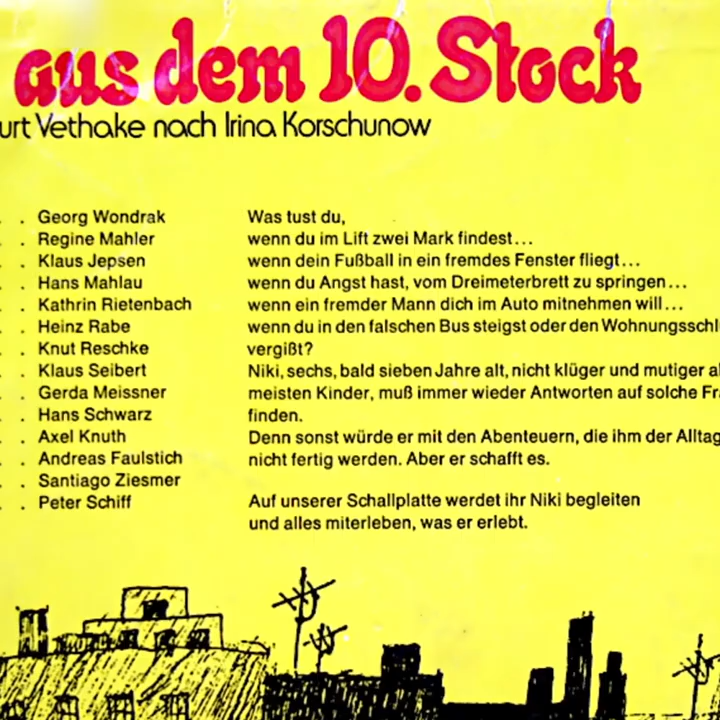 aus dem 10. Stock
urt Vethake nach Irina Korschunow
. . Georg Wondrak
. . Regine Mahler
. . Klaus Jepsen
. . Hans Mahlau
. . Kathrin Rietenbach
. . Heinz Rabe
. . Knut Reschke
. . Klaus Seibert
. . Gerda Meissner
. . Hans Schwarz
. . Axel Knuth
. . Andreas Faulstich
. . Santiago Ziesmer
. . Peter Schiff
Was tust du,
wenn du im Lift zwei Mark findest...
wenn dein Fußball in ein fremdes Fenster fliegt...
wenn du Angst hast, vom Dreimeterbrett zu springen...
wenn ein fremder Mann dich im Auto mitnehmen will...
wenn du in den falschen Bus steigst oder den Wohnungsschl
vergißt?
Niki, sechs, bald sieben Jahre alt, nicht klüger und mutiger a
meisten Kinder, muß immer wieder Antworten auf solche Fr
finden.
Denn sonst würde er mit den Abenteuern, die ihm der Alltag
nicht fertig werden. Aber er schafft es.
Auf unserer Schallplatte werdet ihr Niki begleiten
und alles miterleben, was er erlebt.